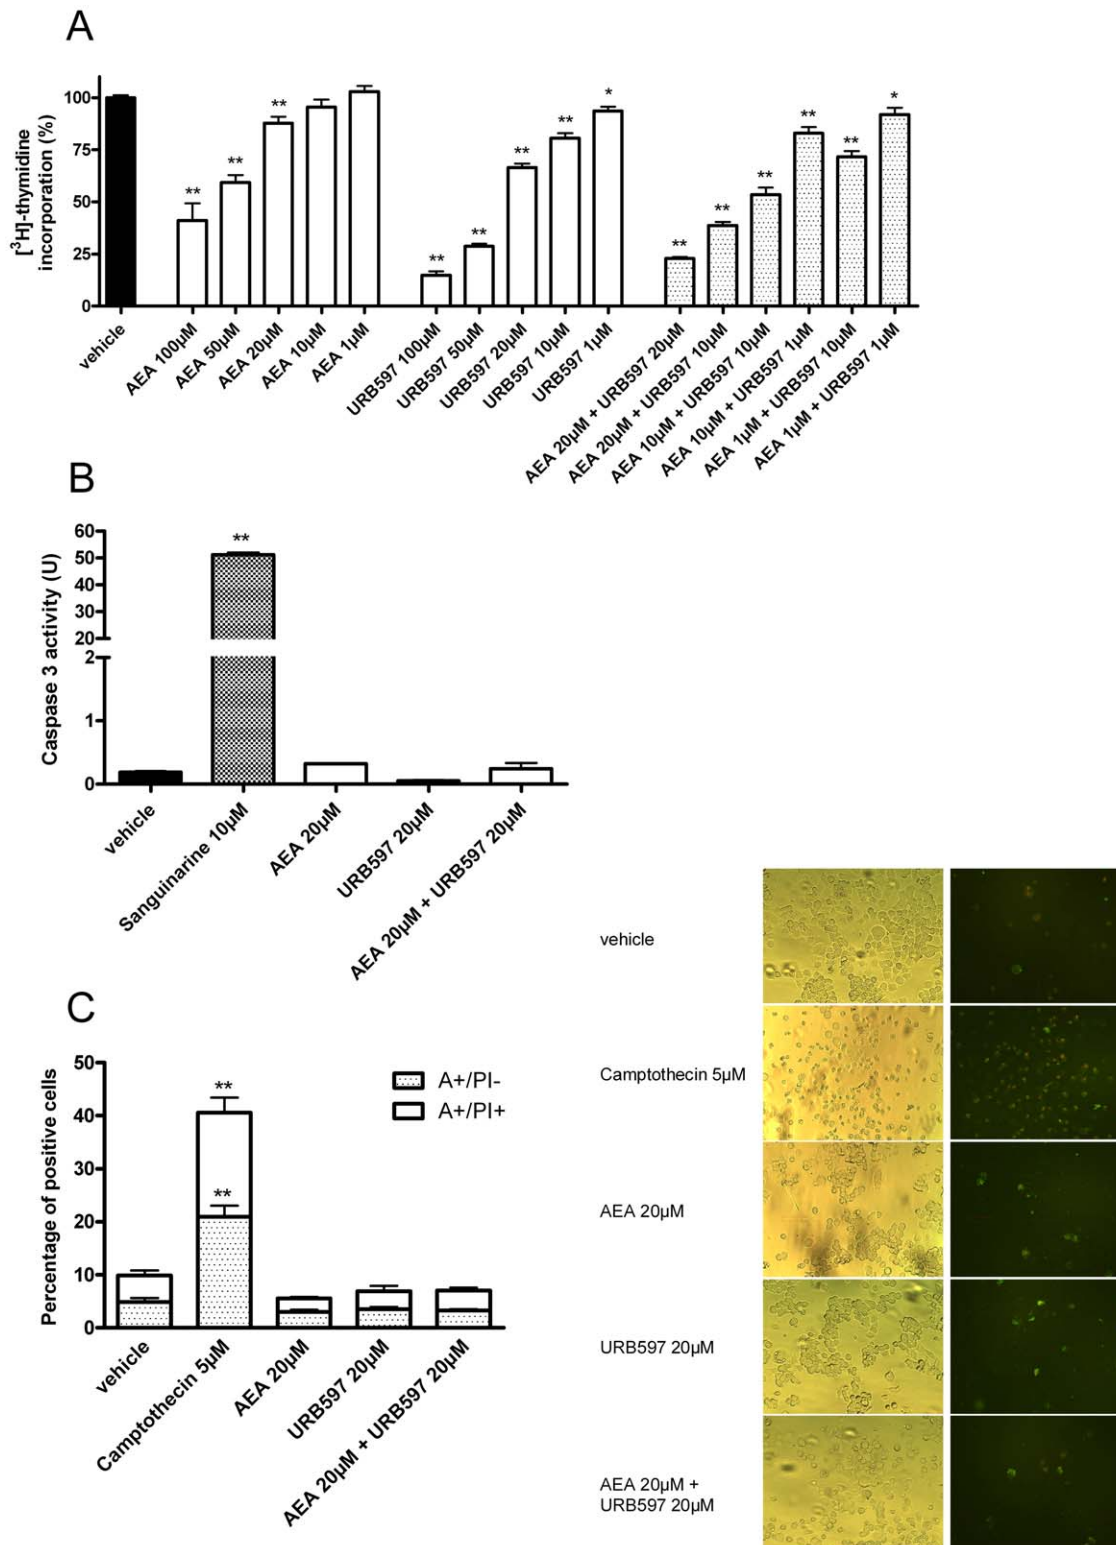 A
[³H]-thymidine
incorporation (%)
100
75
50
25
0
**
**
**
**
**
**
**
*
**
**
**
**
**
*
vehicle
AEA 100µM
AEA 50µM
AEA 20µM
AEA 10µM
AEA 1µM
URB597 100µM
URB597 50µM
URB597 20µM
URB597 10µM
URB597 1µM
AEA 20µM + URB597 20µM
AEA 20µM + URB597 10µM
AEA 10µM + URB597 10µM
AEA 10µM + URB597 1µM
AEA 1µM + URB597 10µM
AEA 1µM + URB597 1µM
B
Caspase 3 activity (U)
60
50
40
30
20
2
1
0
**
vehicle
Sanguinarine 10µM
AEA 20µM
URB597 20µM
AEA 20µM + URB597 20µM
C
Percentage of positive cells
50
40
30
20
10
0
**
**
A+/PI-
A+/PI+
vehicle
Camptothecin 5µM
AEA 20µM
URB597 20µM
AEA 20µM + URB597 20µM
vehicle
Camptothecin 5µM
AEA 20µM
URB597 20µM
AEA 20µM +
URB597 20µM